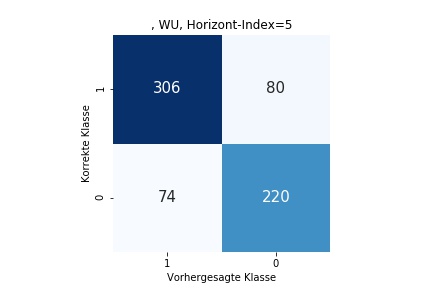 , WU, Horizont-Index=5
Korrekte Klasse
1
306
80
0
74
220
1
0
Vorhergesagte Klasse